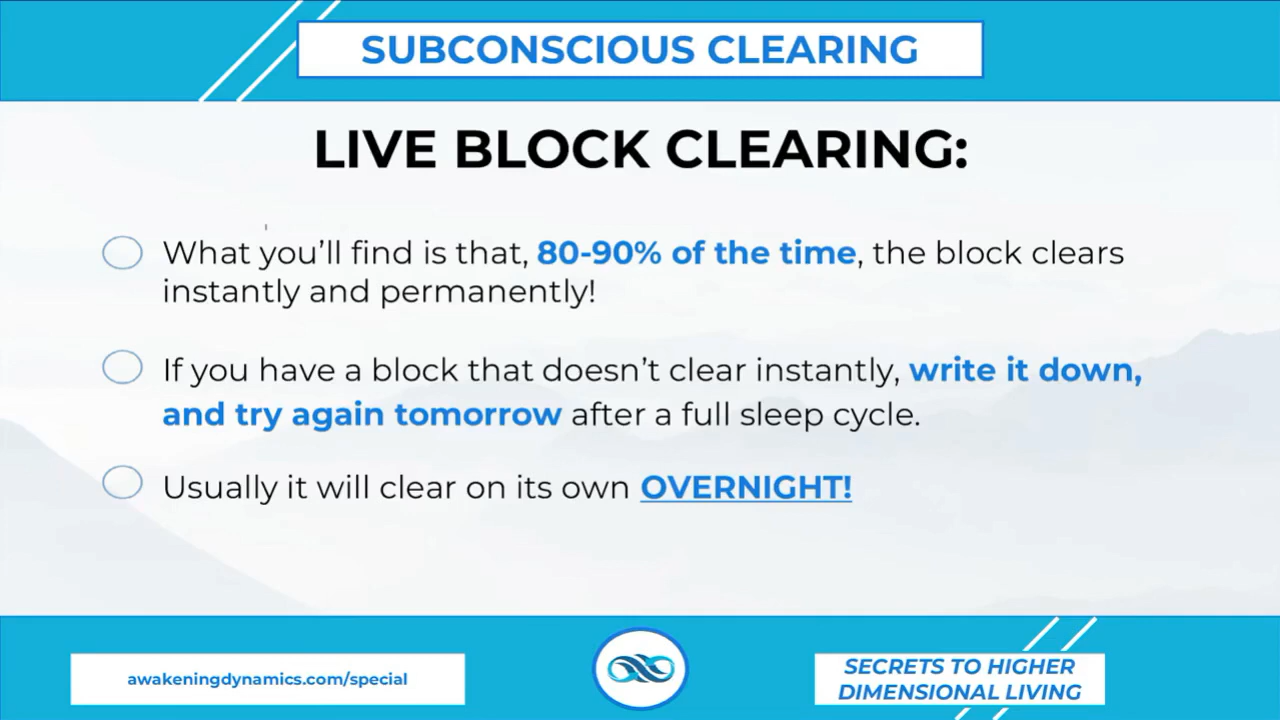 SUBCONSCIOUS CLEARING
LIVE BLOCK CLEARING:
What you’ll find is that, 80-90% of the time, the block clears
instantly and permanently!
If you have a block that doesn’t clear instantly, write it down,
and try again tomorrow after a full sleep cycle.
Usually it will clear on its own OVERNIGHT!
awakeningdynamics.com/special
SECRETS TO HIGHER
DIMENSIONAL LIVING